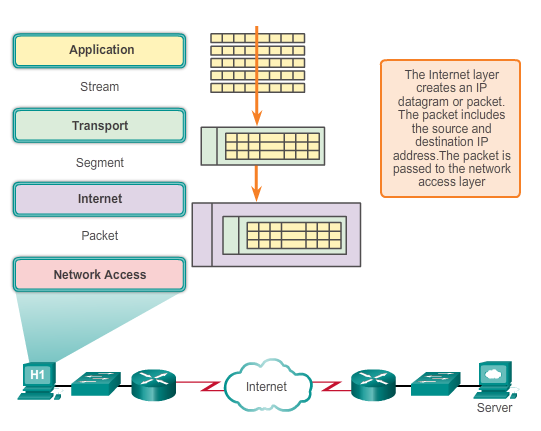 Application
Stream
Transport
Segment
Internet
Packet
Network Access
The Internet layer
creates an IP
datagram or packet.
The packet includes
the source and
destination IP
address.The packet is
passed to the network
access layer
H1
Internet
Server